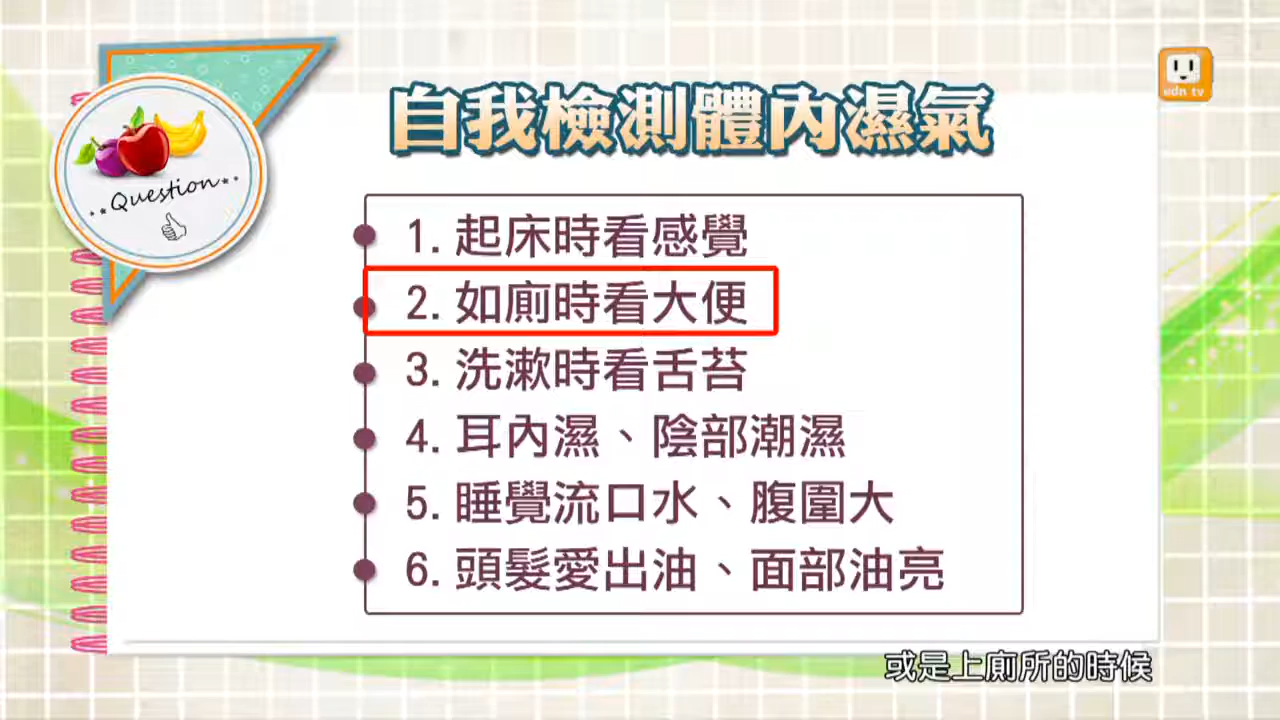 自我檢測體內濕氣
udn tv
Question
1. 起床時看感覺
2. 如廁時看大便
3. 洗漱時看舌苔
4. 耳內濕、陰部潮濕
5. 睡覺流口水、腹圍大
6. 頭髮愛出油、面部油亮
或是上廁所的時候